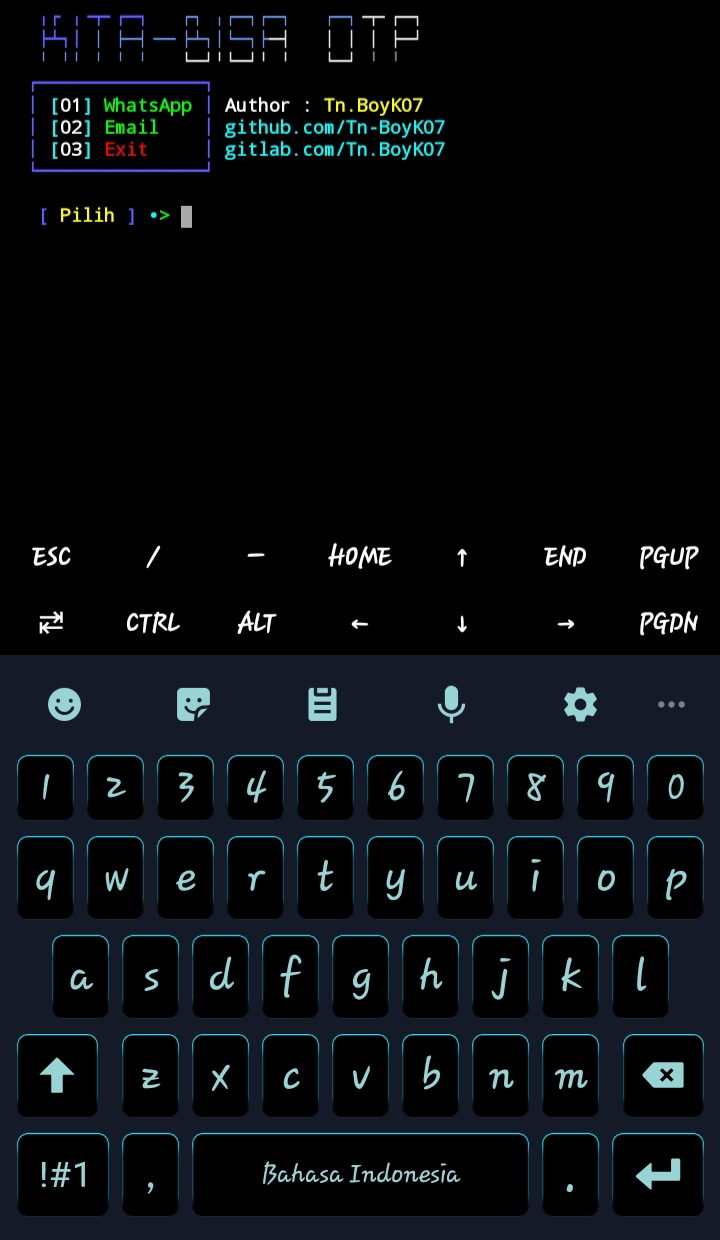 KITA-BISA OTP
[01] WhatsApp
[02] Email
[03] Exit
Author : Tn.BoyK07
github.com/Tn-BoyK07
gitlab.com/Tn.BoyK07
[ Pilih ] •>
ESC / — HOME ↑ END PGUP
⇄ CTRL ALT ← ↓ → PGDN
1 2 3 4 5 6 7 8 9 0
q w e r t y u i o p
a s d f g h j k l
z x c v b n m
!#1 , Bahasa Indonesia .